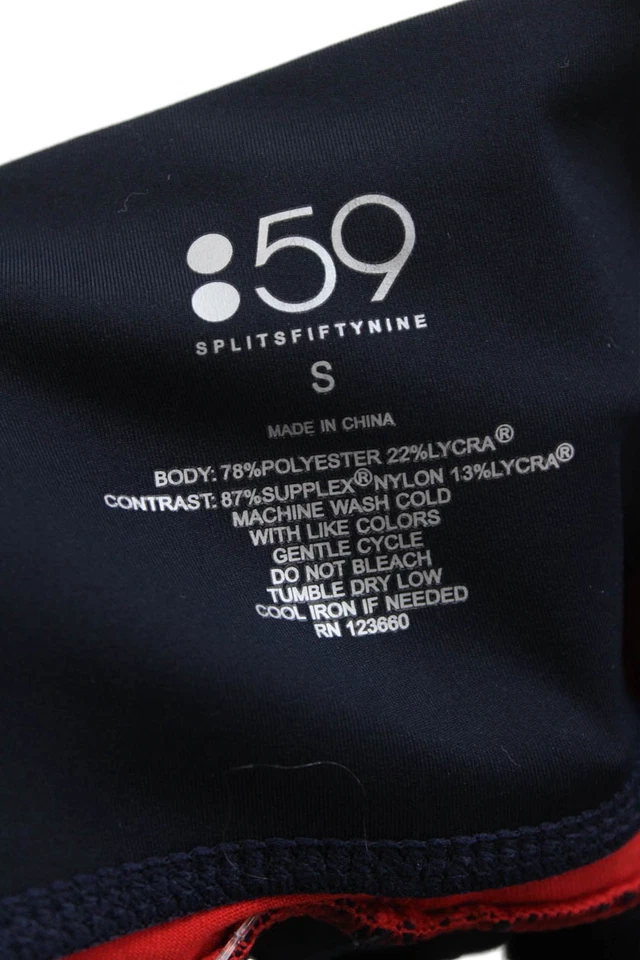 :59
SPLITSFIFTYNINE
S
MADE IN CHINA
BODY: 78%POLYESTER 22%LYCRA®
CONTRAST: 87%SUPPLEX®NYLON 13%LYCRA®
MACHINE WASH COLD
WITH LIKE COLORS
GENTLE CYCLE
DO NOT BLEACH
TUMBLE DRY LOW
COOL IRON IF NEEDED
RN 123660